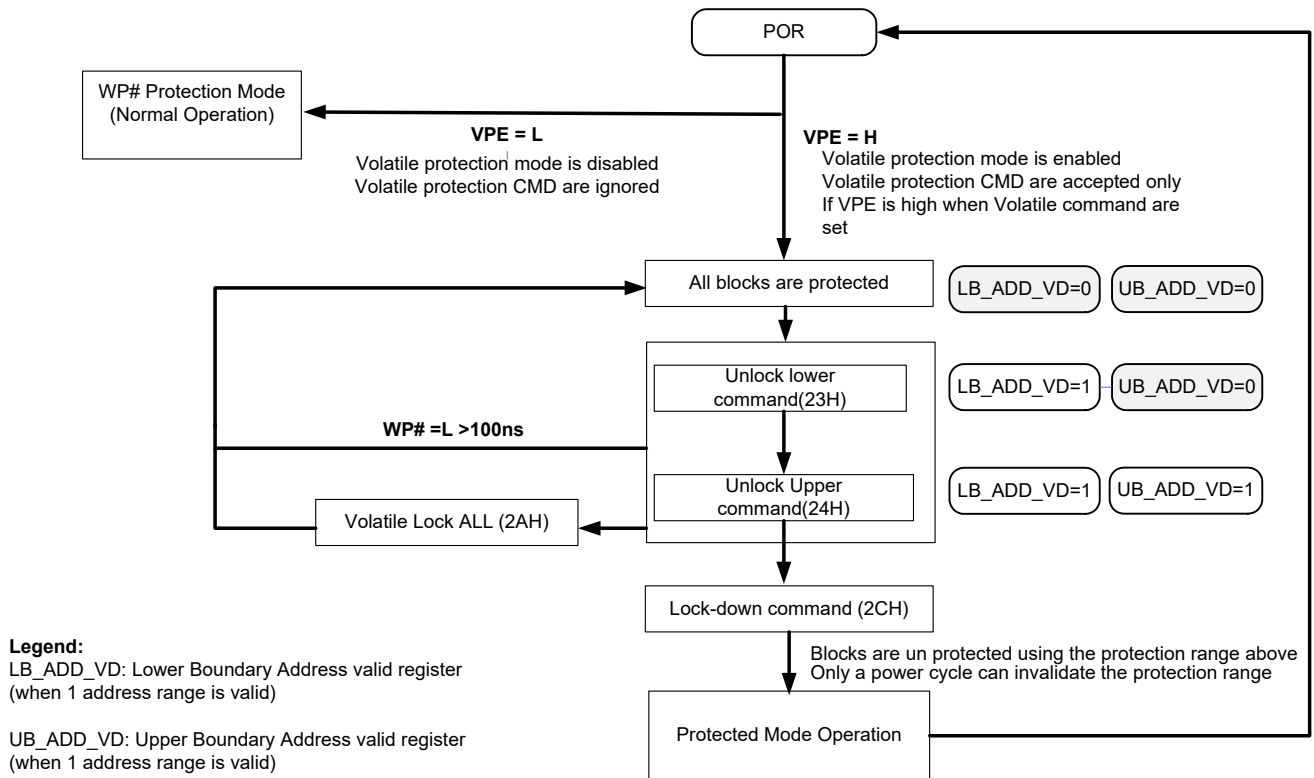 POR
WP# Protection Mode
(Normal Operation)
VPE = L
Volatile protection mode is disabled
Volatile protection CMD are ignored
VPE = H
Volatile protection mode is enabled
Volatile protection CMD are accepted only
If VPE is high when Volatile command are
set
All blocks are protected
LB_ADD_VD=0
UB_ADD_VD=0
Unlock lower
command(23H)
LB_ADD_VD=1
UB_ADD_VD=0
WP# =L >100ns
Unlock Upper
command(24H)
LB_ADD_VD=1
UB_ADD_VD=1
Volatile Lock ALL (2AH)
Lock-down command (2CH)
Blocks are un protected using the protection range above
Only a power cycle can invalidate the protection range
Protected Mode Operation
Legend:
LB_ADD_VD: Lower Boundary Address valid register
(when 1 address range is valid)
UB_ADD_VD: Upper Boundary Address valid register
(when 1 address range is valid)